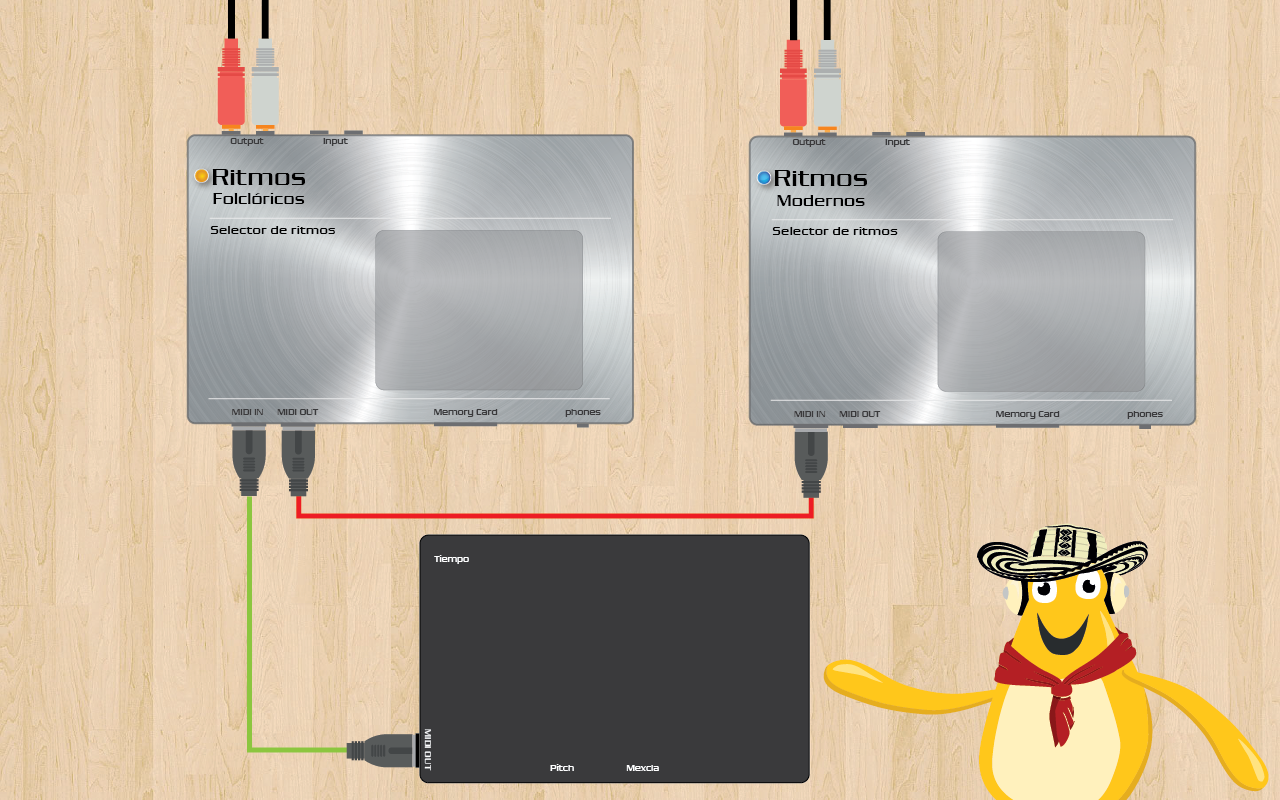 Output
Input
Ritmos
Folclóricos
Selector de ritmos
MIDI IN
MIDI OUT
Memory Card
phones
Output
Input
Ritmos
Modernos
Selector de ritmos
MIDI IN
MIDI OUT
Memory Card
phones
Tiempo
MIDI OUT
Pitch
Mexcla